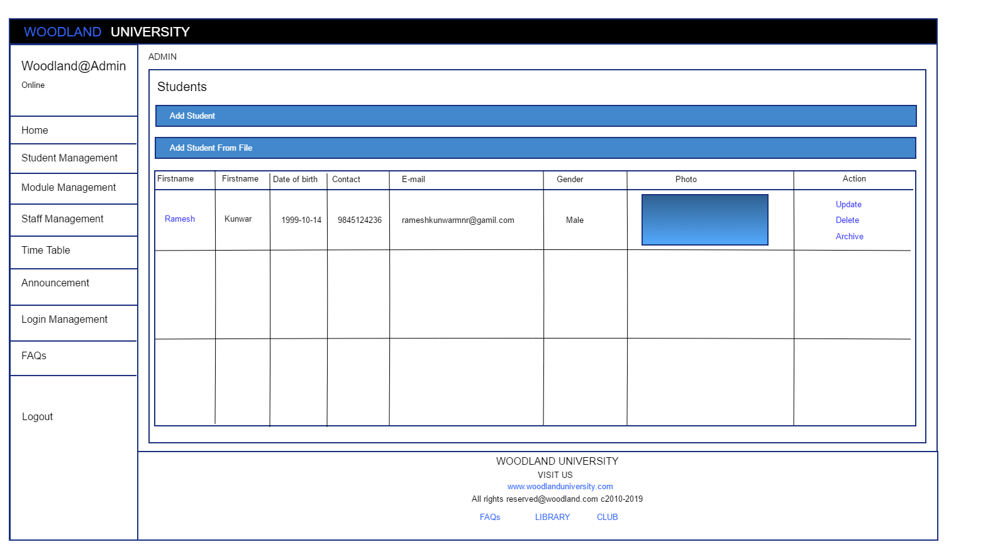 WOODLAND UNIVERSITY
Woodland@Admin
Online
Home
Student Management
Module Management
Staff Management
Time Table
Announcement
Login Management
FAQs
Logout
ADMIN
Students
Add Student
Add Student From File
Firstname Firstname Date of birth Contact E-mail Gender Photo Action
Ramesh Kunwar 1999-10-14 9845124236 rameshkunwarmnr@gamil.com Male Update
Delete
Archive
WOODLAND UNIVERSITY
VISIT US
www.woodlanduniversity.com
All rights reserved@woodland.com c2010-2019
FAQs LIBRARY CLUB